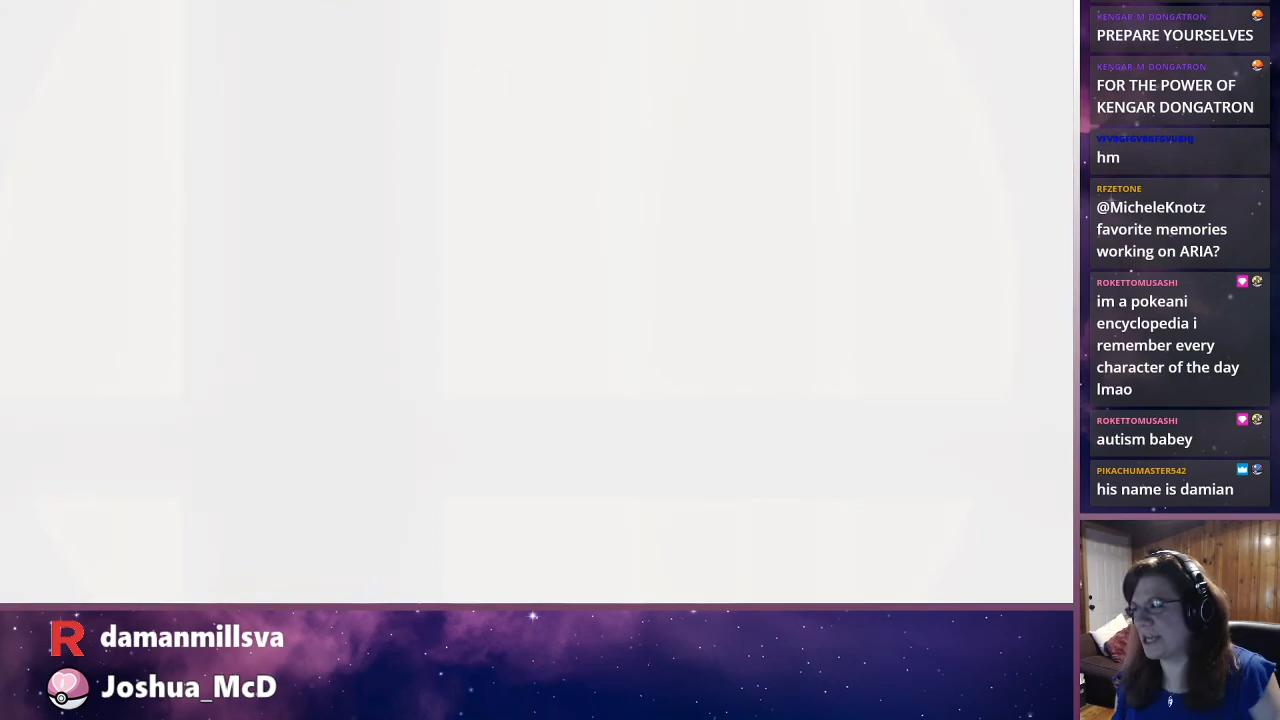 KENGAR_M_DONGATRON
PREPARE YOURSELVES
KENGAR_M_DONGATRON
FOR THE POWER OF
KENGAR DONGATRON
hm
RFZETONE
@MicheleKnotz
favorite memories
working on ARIA?
ROKETTOMUSASHI
im a pokeani
encyclopedia i
remember every
character of the day
lmao
ROKETTOMUSASHI
autism babey
PIKACHUMASTER542
his name is damian
R damanmillsva
Joshua_McD